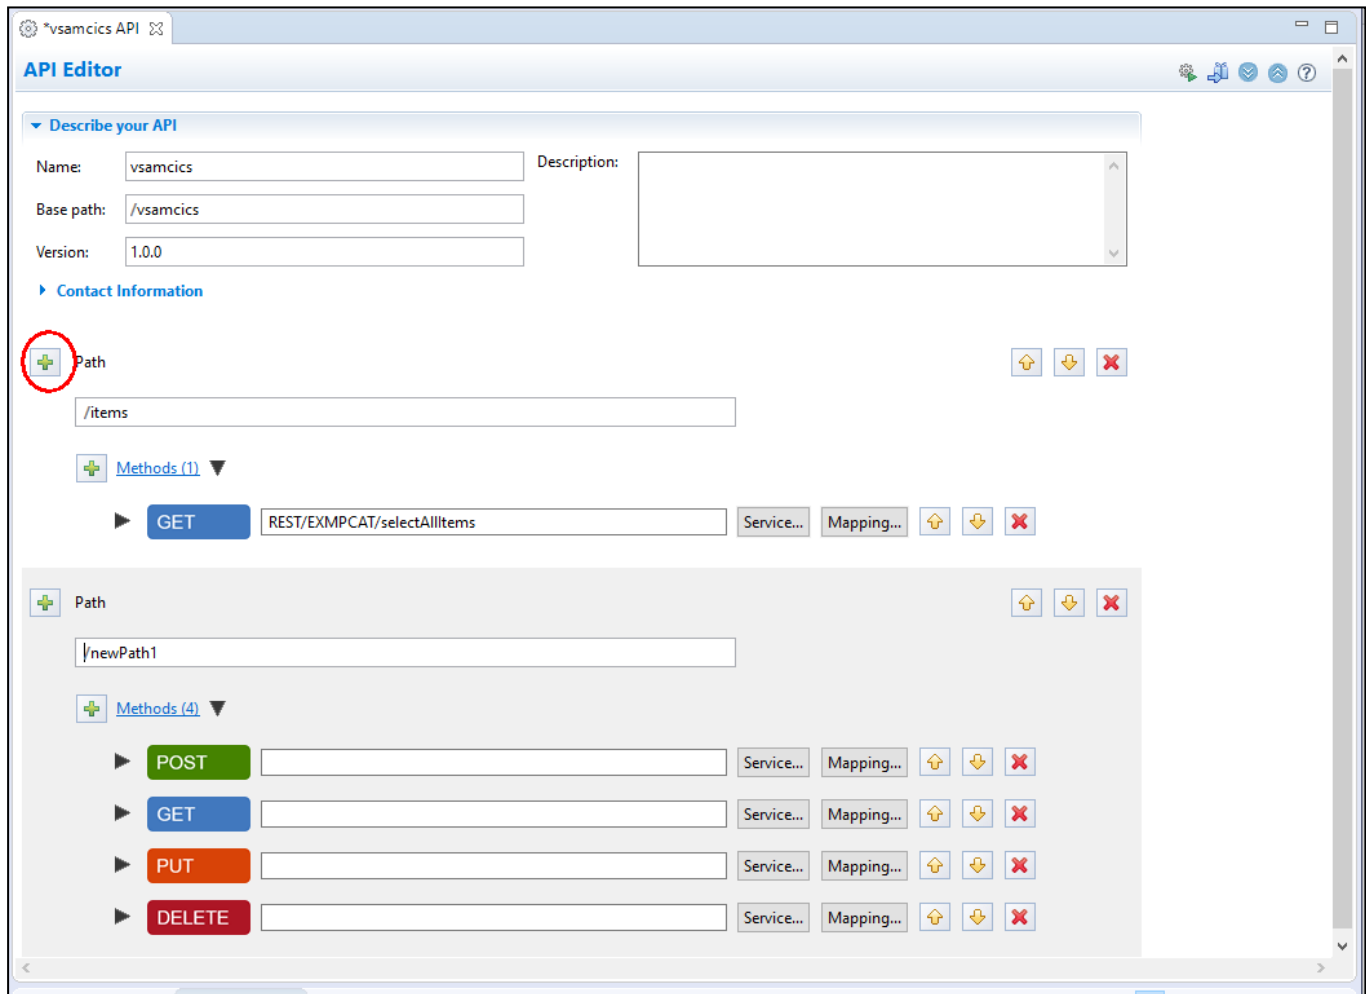 *vsamcics API
API Editor
Describe your API
Name: vsamcics Description:
Base path: /vsamcics
Version: 1.0.0
Contact Information
Path
/items
Methods (1)
GET REST/EXMPCAT/selectAllItems Service... Mapping...
Path
/newPath1
Methods (4)
POST Service... Mapping...
GET Service... Mapping...
PUT Service... Mapping...
DELETE Service... Mapping...